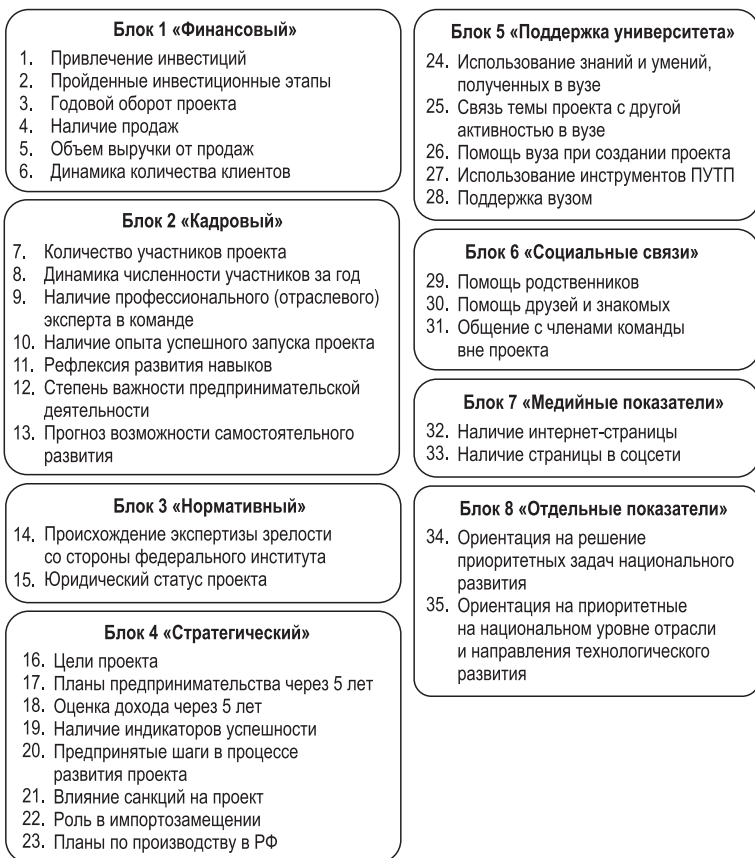 Блок 1 «Финансовый»
1. Привлечение инвестиций
2. Пройденные инвестиционные этапы
3. Годовой оборот проекта
4. Наличие продаж
5. Объем выручки от продаж
6. Динамика количества клиентов
Блок 2 «Кадровый»
7. Количество участников проекта
8. Динамика численности участников за год
9. Наличие профессионального (отраслевого)
эксперта в команде
10. Наличие опыта успешного запуска проекта
11. Рефлексия развития навыков
12. Степень важности предпринимательской
деятельности
13. Прогноз возможности самостоятельного
развития
Блок 3 «Нормативный»
14. Происхождение экспертизы зрелости
со стороны федерального института
15. Юридический статус проекта
Блок 4 «Стратегический»
16. Цели проекта
17. Планы предпринимательства через 5 лет
18. Оценка дохода через 5 лет
19. Наличие индикаторов успешности
20. Предпринятые шаги в процессе
развития проекта
21. Влияние санкций на проект
22. Роль в импортозамещении
23. Планы по производству в РФ
Блок 5 «Поддержка университета»
24. Использование знаний и умений,
полученных в вузе
25. Связь темы проекта с другой
активностью в вузе
26. Помощь вуза при создании проекта
27. Использование инструментов ПУТП
28. Поддержка вузом
Блок 6 «Социальные связи»
29. Помощь родственников
30. Помощь друзей и знакомых
31. Общение с членами команды
вне проекта
Блок 7 «Медийные показатели»
32. Наличие интернет-страницы
33. Наличие страницы в соцсети
Блок 8 «Отдельные показатели»
34. Ориентация на решение
приоритетных задач национального
развития
35. Ориентация на приоритетные
на национальном уровне отрасли
и направления технологического
развития